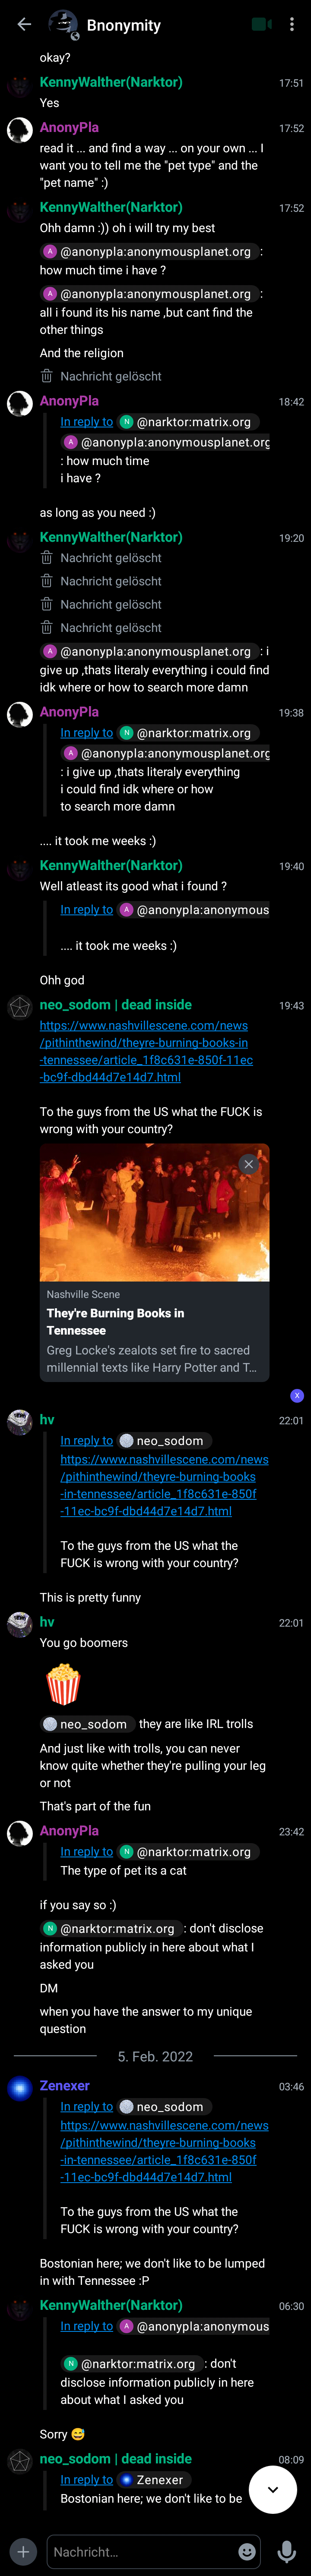 Bnonymity
okay?
KennyWalther(Narktor) 17:51
Yes
AnonyPla 17:52
read it ... and find a way ... on your own ... I
want you to tell me the "pet type" and the
"pet name" :)
KennyWalther(Narktor) 17:52
Ohh damn :)) oh i will try my best
A @anonypla:anonymousplanet.org :
how much time i have ?
A @anonypla:anonymousplanet.org :
all i found its his name ,but cant find the
other things
And the religion
Nachricht gelöscht
AnonyPla 18:42
In reply to N @narktor:matrix.org
A @anonypla:anonymousplanet.org
: how much time
i have ?
as long as you need :)
KennyWalther(Narktor) 19:20
Nachricht gelöscht
Nachricht gelöscht
Nachricht gelöscht
Nachricht gelöscht
A @anonypla:anonymousplanet.org : i
give up ,thats literaly everything i could find
idk where or how to search more damn
AnonyPla 19:38
In reply to N @narktor:matrix.org
A @anonypla:anonymousplanet.org
: i give up ,thats literaly everything
i could find idk where or how
to search more damn
.... it took me weeks :)
KennyWalther(Narktor) 19:40
Well atleast its good what i found ?
In reply to A @anonypla:anonymous
.... it took me weeks :)
Ohh god
neo_sodom | dead inside 19:43
https://www.nashvillescene.com/news
/pithinthewind/theyre-burning-books-in
-tennessee/article_1f8c631e-850f-11ec
-bc9f-dbd44d7e14d7.html
To the guys from the US what the FUCK is
wrong with your country?
Nashville Scene
They're Burning Books in
Tennessee
Greg Locke's zealots set fire to sacred
millennial texts like Harry Potter and T...
X
hv 22:01
In reply to neo_sodom
https://www.nashvillescene.com/news
/pithinthewind/theyre-burning-books
-in-tennessee/article_1f8c631e-850f
-11ec-bc9f-dbd44d7e14d7.html
To the guys from the US what the
FUCK is wrong with your country?
This is pretty funny
hv 22:01
You go boomers
🍿
neo_sodom they are like IRL trolls
And just like with trolls, you can never
know quite whether they're pulling your leg
or not
That's part of the fun
AnonyPla 23:42
In reply to N @narktor:matrix.org
The type of pet its a cat
if you say so :)
N @narktor:matrix.org : don't disclose
information publicly in here about what I
asked you
DM
when you have the answer to my unique
question
5. Feb. 2022
Zenexer 03:46
In reply to neo_sodom
https://www.nashvillescene.com/news
/pithinthewind/theyre-burning-books
-in-tennessee/article_1f8c631e-850f
-11ec-bc9f-dbd44d7e14d7.html
To the guys from the US what the
FUCK is wrong with your country?
Bostonian here; we don't like to be lumped
in with Tennessee :P
KennyWalther(Narktor) 06:30
In reply to A @anonypla:anonymous
N @narktor:matrix.org : don't
disclose information publicly in here
about what I asked you
Sorry 😅
neo_sodom | dead inside 08:09
In reply to Zenexer
Bostonian here; we don't like to be
Nachricht...